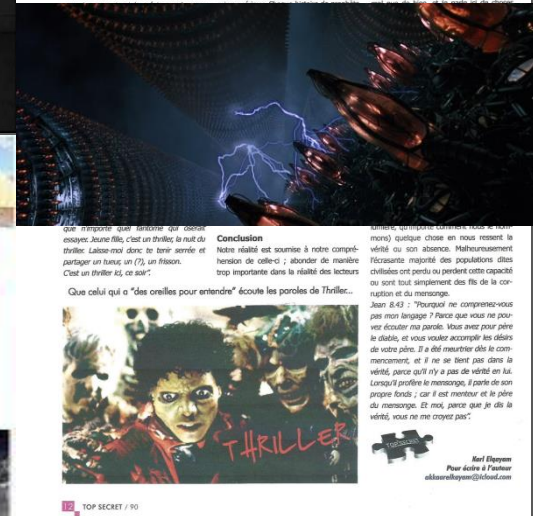 que n'importe quel fantôme qui oserait
essayer. Jeune fille, c'est un thriller, la nuit du
thriller. Laisse-moi donc te tenir serrée et
partager un tueur, un (?), un frisson.
C'est un thriller ici, ce soir".
Conclusion
Notre réalité est soumise à notre compré-
hension de celle-ci ; aborder de manière
trop importante dans la réalité des lecteurs
lumière, qu'importe comment nous le nom-
mons) quelque chose en nous ressent la
vérité ou son absence. Malheureusement
l'écrasante majorité des populations dites
civilisées ont perdu ou perdent cette capacité
ou sont tout simplement des fils de la cor-
ruption et du mensonge.
Jean 8.43 : "Pourquoi ne comprenez-vous
pas mon langage ? Parce que vous ne pou-
vez écouter ma parole. Vous avez pour père
le diable, et vous voulez accomplir les désirs
de votre père. Il a été meurtrier dès le com-
mencement, et il ne se tient pas dans la
vérité, parce qu'il n'y a pas de vérité en lui.
Lorsqu'il profère le mensonge, il parle de son
propre fonds ; car il est menteur et le père
du mensonge. Et moi, parce que je dis la
vérité, vous ne me croyez pas".
Que celui qui a "des oreilles pour entendre" écoute les paroles de Thriller...
THRILLER
TOP SECRET
Karl Elqayam
Pour écrire à l'auteur
akkaarelkayam@icloud.com
12 TOP SECRET / 90